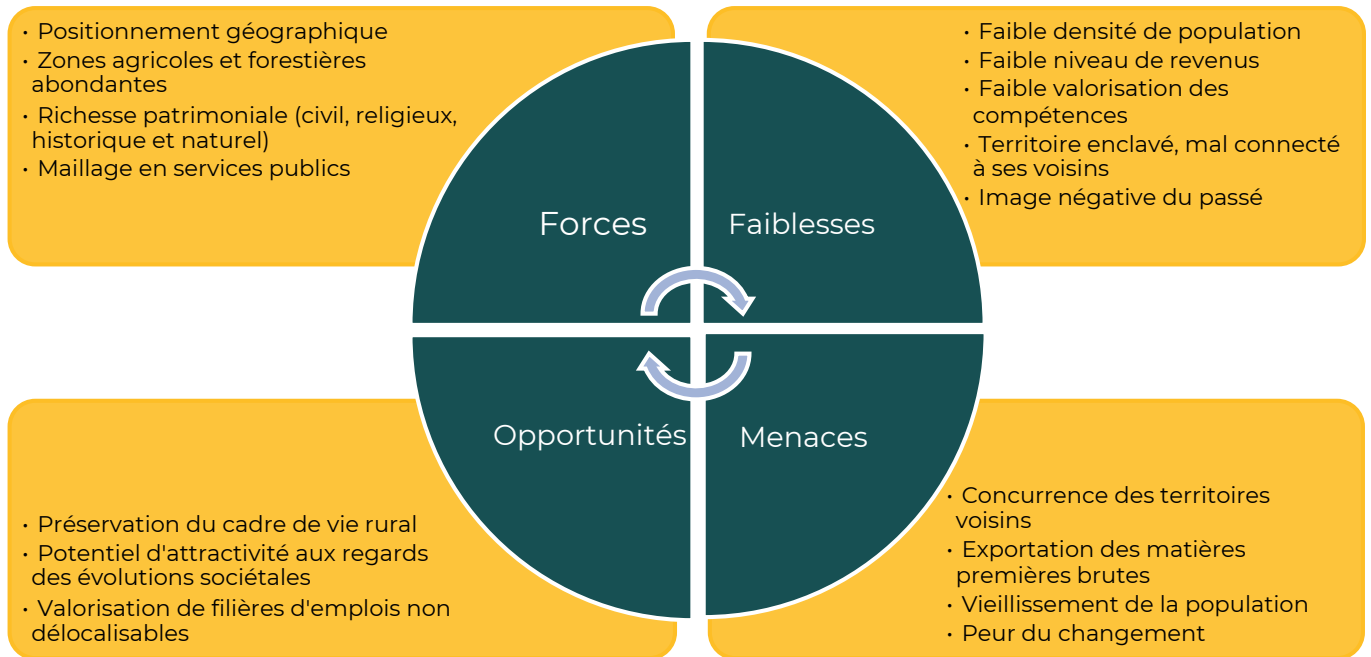 · Positionnement géographique
· Zones agricoles et forestières
abondantes
· Richesse patrimoniale (civil, religieux,
historique et naturel)
· Maillage en services publics
· Faible densité de population
· Faible niveau de revenus
· Faible valorisation des
compétences
· Territoire enclavé, mal connecté
à ses voisins
· Image négative du passé
Forces
Faiblesses
Opportunités
Menaces
· Préservation du cadre de vie rural
· Potentiel d'attractivité aux regards
des évolutions sociétales
· Valorisation de filières d'emplois non
délocalisables
· Concurrence des territoires
voisins
· Exportation des matières
premières brutes
· Vieillissement de la population
· Peur du changement